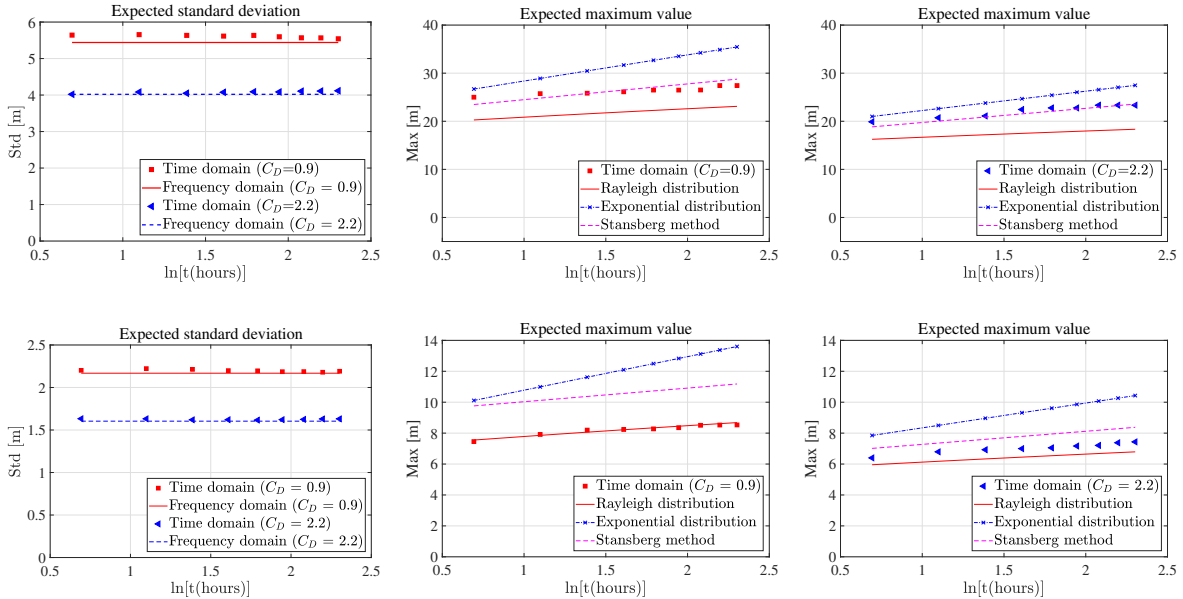 Expected standard deviation
Std [m]
6
5
4
3
2
1
0
Time domain (C_D=0.9)
Frequency domain (C_D = 0.9)
Time domain (C_D=2.2)
Frequency domain (C_D = 2.2)
0.5 1 1.5 2 2.5
ln[t(hours)]
Expected maximum value
Max [m]
40
30
20
10
0
Time domain (C_D=0.9)
Rayleigh distribution
Exponential distribution
Stansberg method
0.5 1 1.5 2 2.5
ln[t(hours)]
Expected maximum value
Max [m]
40
30
20
10
0
Time domain (C_D=2.2)
Rayleigh distribution
Exponential distribution
Stansberg method
0.5 1 1.5 2 2.5
ln[t(hours)]
Expected standard deviation
Std [m]
2.5
2
1.5
1
0.5
0
Time domain (C_D = 0.9)
Frequency domain (C_D = 0.9)
Time domain (C_D = 2.2)
Frequency domain (C_D = 2.2)
0.5 1 1.5 2 2.5
ln[t(hours)]
Expected maximum value
Max [m]
14
12
10
8
6
4
2
0
Time domain (C_D = 0.9)
Rayleigh distribution
Exponential distribution
Stansberg method
0.5 1 1.5 2 2.5
ln[t(hours)]
Expected maximum value
Max [m]
14
12
10
8
6
4
2
0
Time domain (C_D = 2.2)
Rayleigh distribution
Exponential distribution
Stansberg method
0.5 1 1.5 2 2.5
ln[t(hours)]